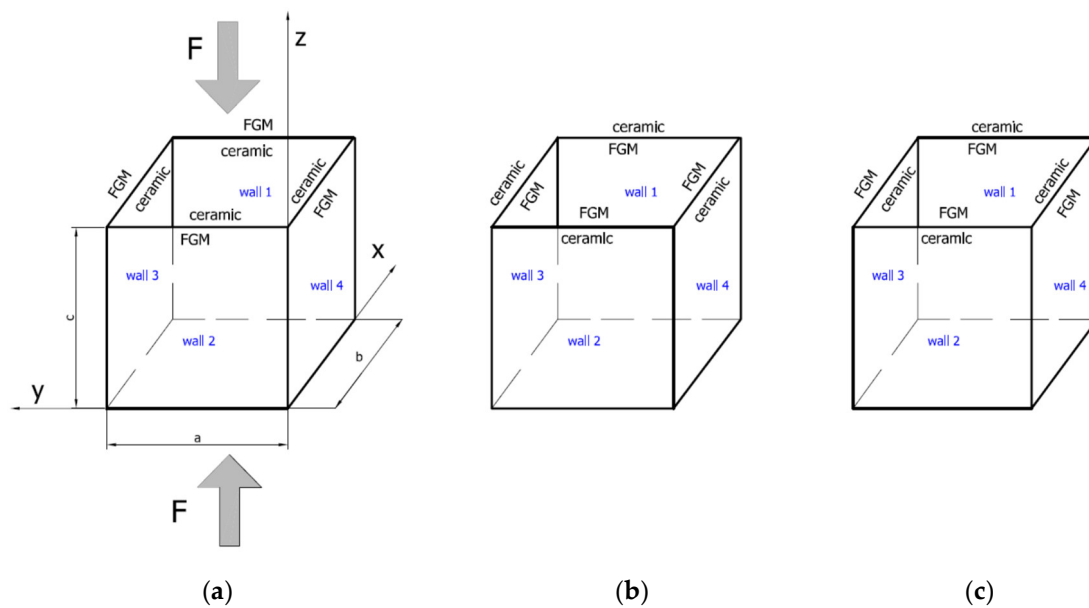 F
z
FGM
ceramic
FGM
ceramic
ceramic
FGM
wall 1
ceramic
FGM
wall 3
wall 4
wall 2
x
c
b
y
a
F
(a)
ceramic
FGM
ceramic
FGM
FGM
ceramic
wall 1
FGM
ceramic
wall 3
wall 4
wall 2
(b)
ceramic
FGM
FGM
ceramic
ceramic
FGM
wall 1
FGM
ceramic
wall 3
wall 4
wall 2
(c)